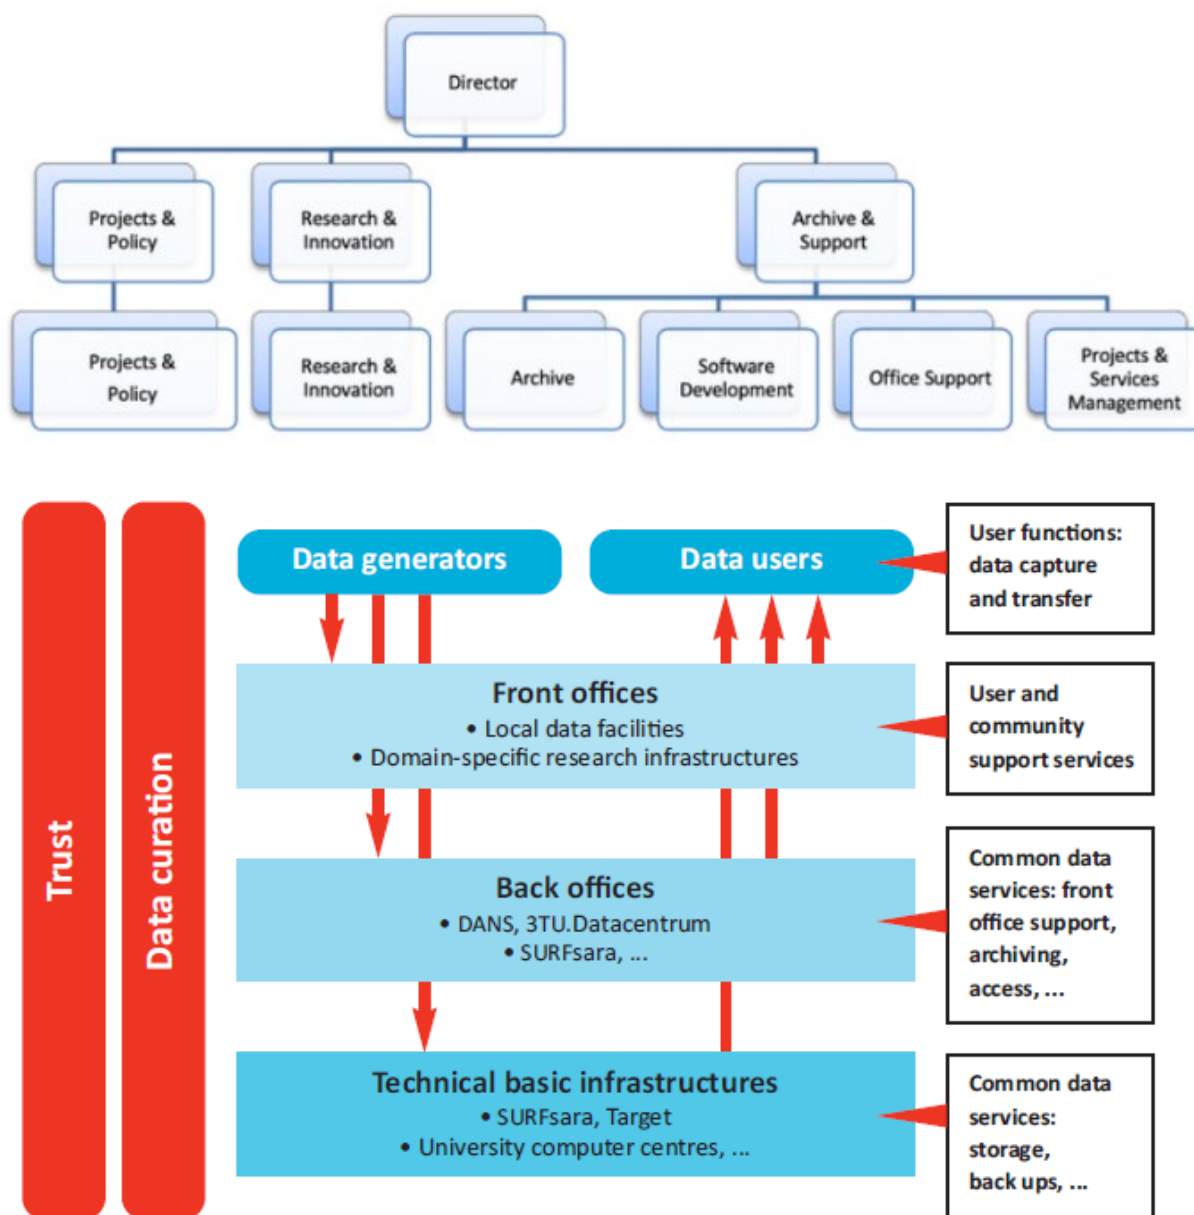 Director
Projects &
Policy
Research &
Innovation
Archive &
Support
Projects &
Policy
Research &
Innovation
Archive
Software
Development
Office Support
Projects &
Services
Management
Trust
Data curation
Data generators
Data users
User functions:
data capture
and transfer
Front offices
• Local data facilities
• Domain-specific research infrastructures
User and
community
support services
Back offices
• DANS, 3TU.Datacentrum
• SURFsara, ...
Common data
services: front
office support,
archiving,
access, ...
Technical basic infrastructures
• SURFsara, Target
• University computer centres, ...
Common data
services:
storage,
back ups, ...